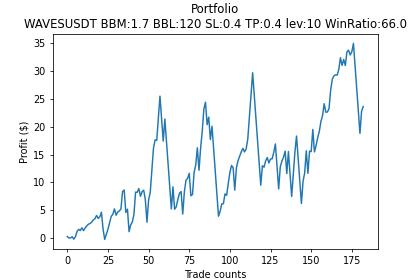 Portfolio
WAVESUSDT BBM:1.7 BBL:120 SL:0.4 TP:0.4 lev:10 WinRatio:66.0
35
30
25
20
15
10
5
0
Profit ($)
0 25 50 75 100 125 150 175
Trade counts